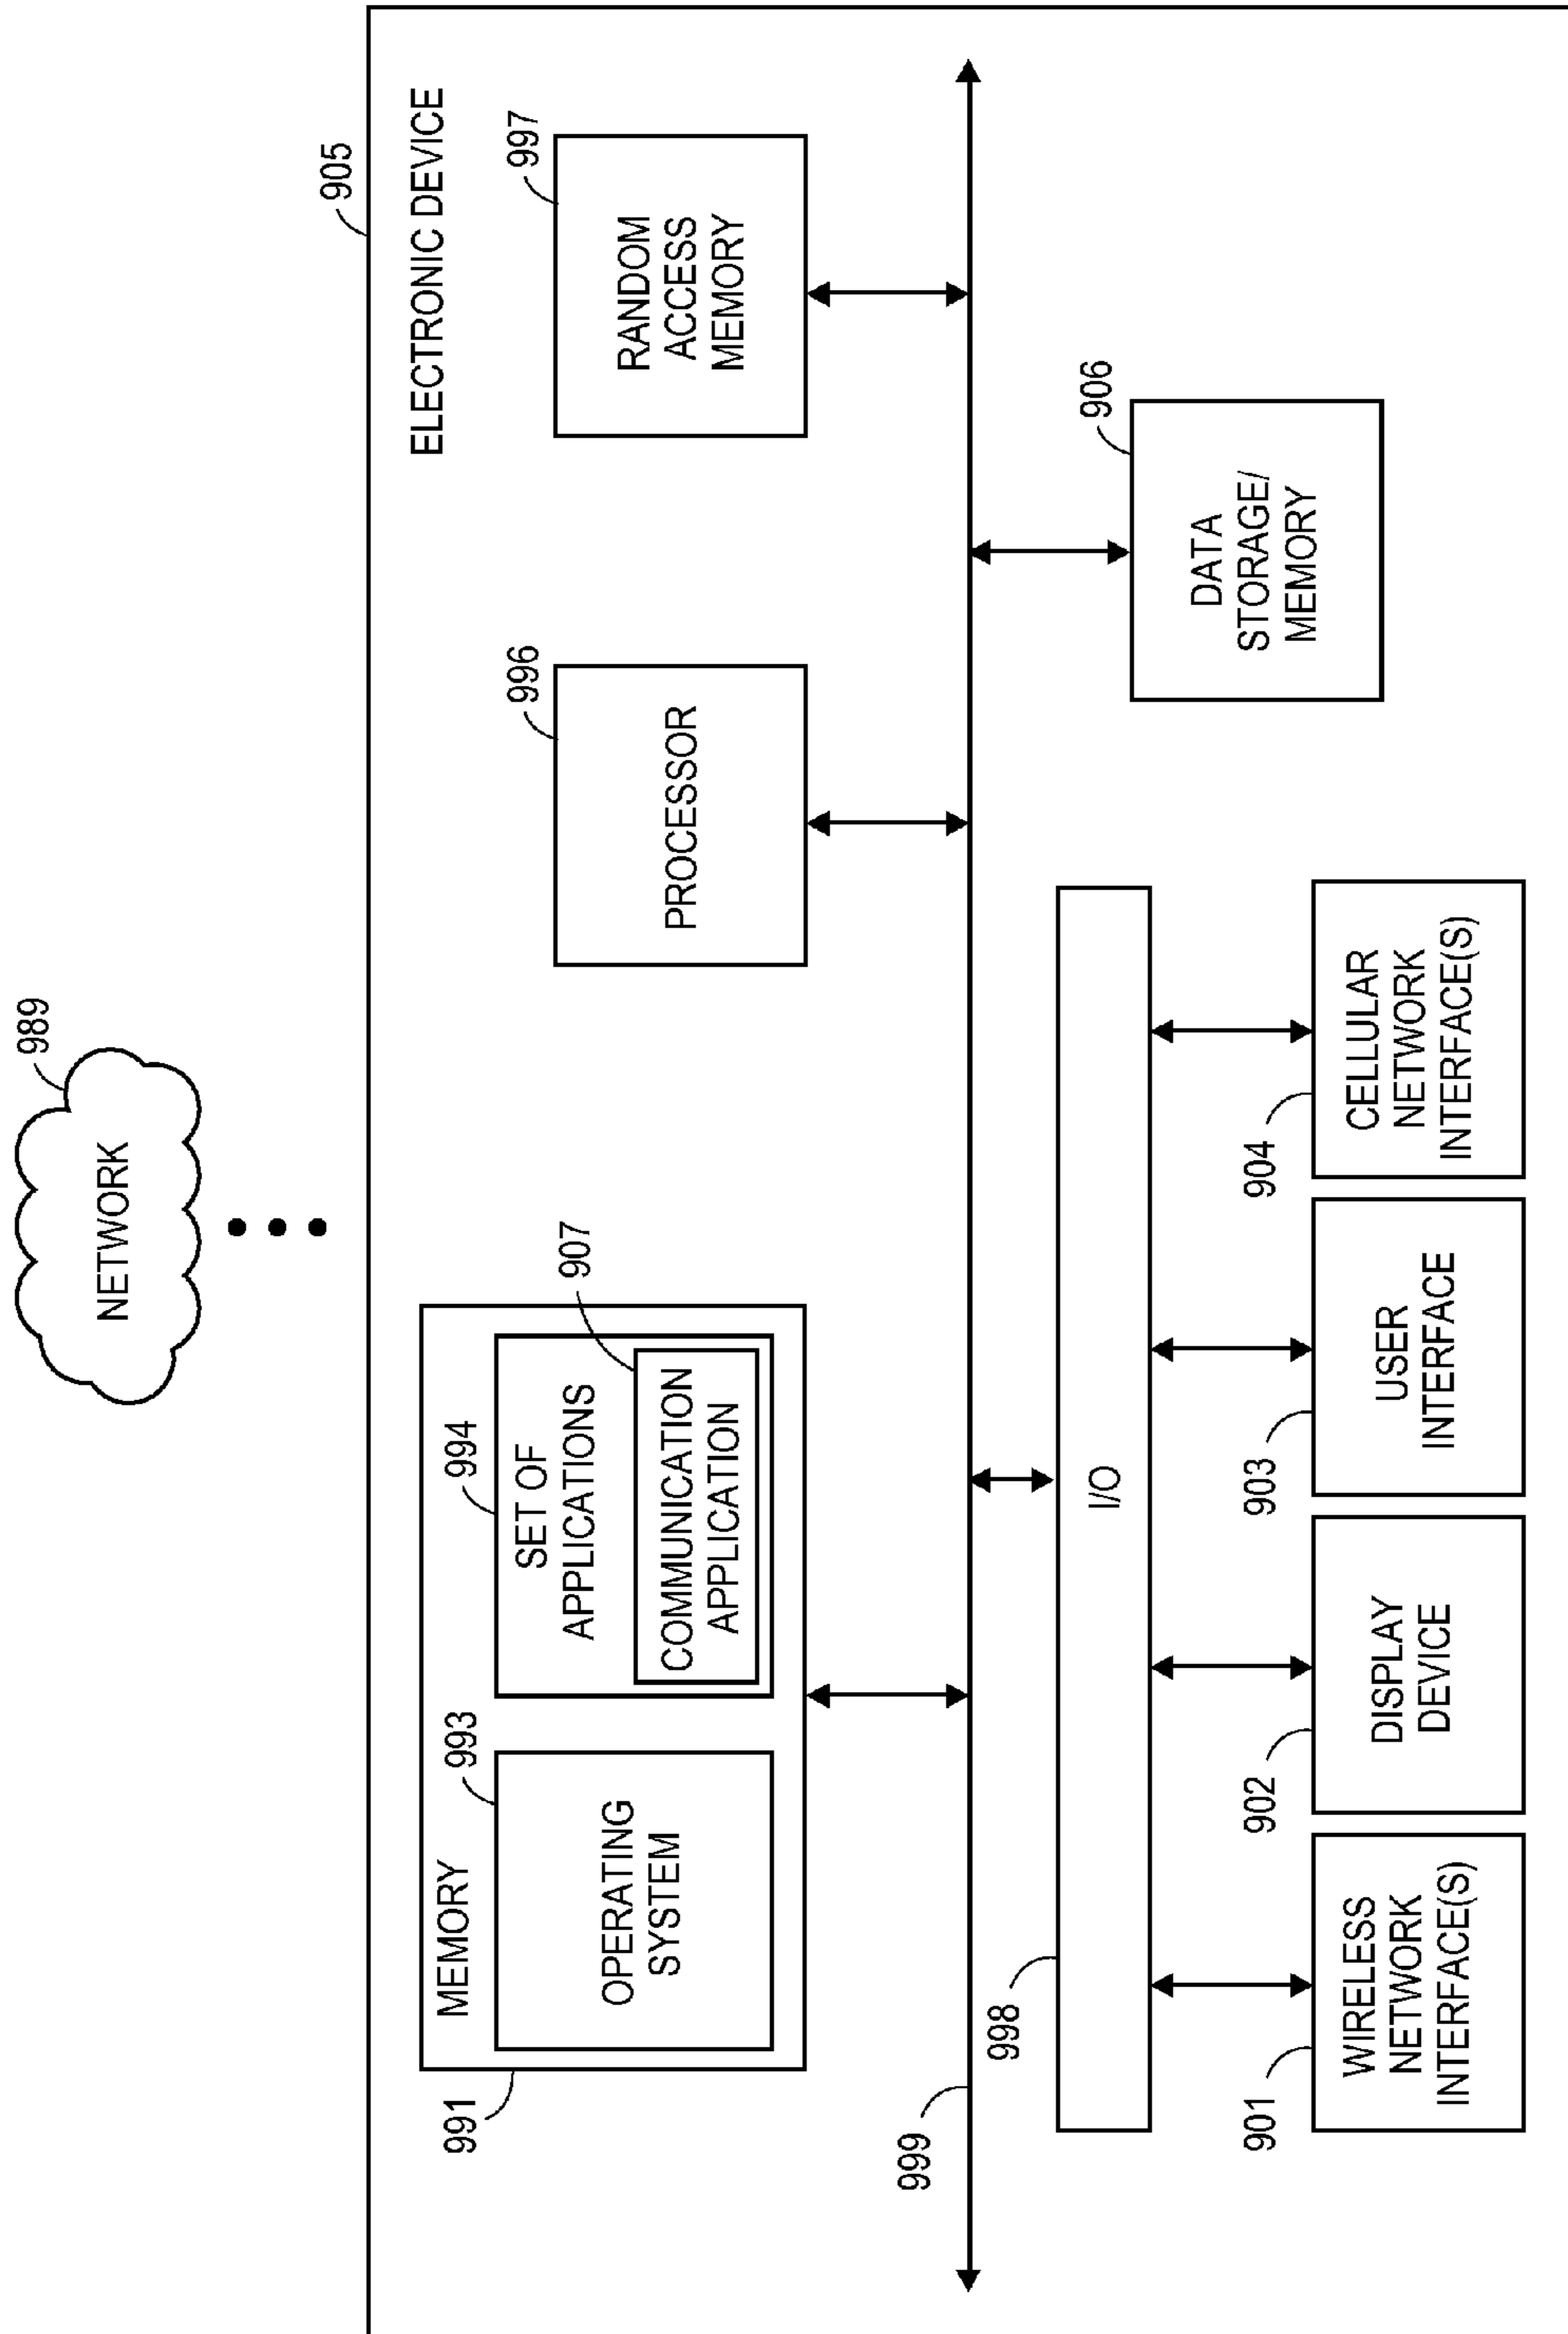 NETWORK
989
905
ELECTRONIC DEVICE
991
MEMORY
993
OPERATING
SYSTEM
994
SET OF
APPLICATIONS
907
COMMUNICATION
APPLICATION
996
PROCESSOR
997
RANDOM
ACCESS
MEMORY
999
998
I/O
906
DATA
STORAGE/
MEMORY
901
WIRELESS
NETWORK
INTERFACE(S)
902
DISPLAY
DEVICE
903
USER
INTERFACE
904
CELLULAR
NETWORK
INTERFACE(S)